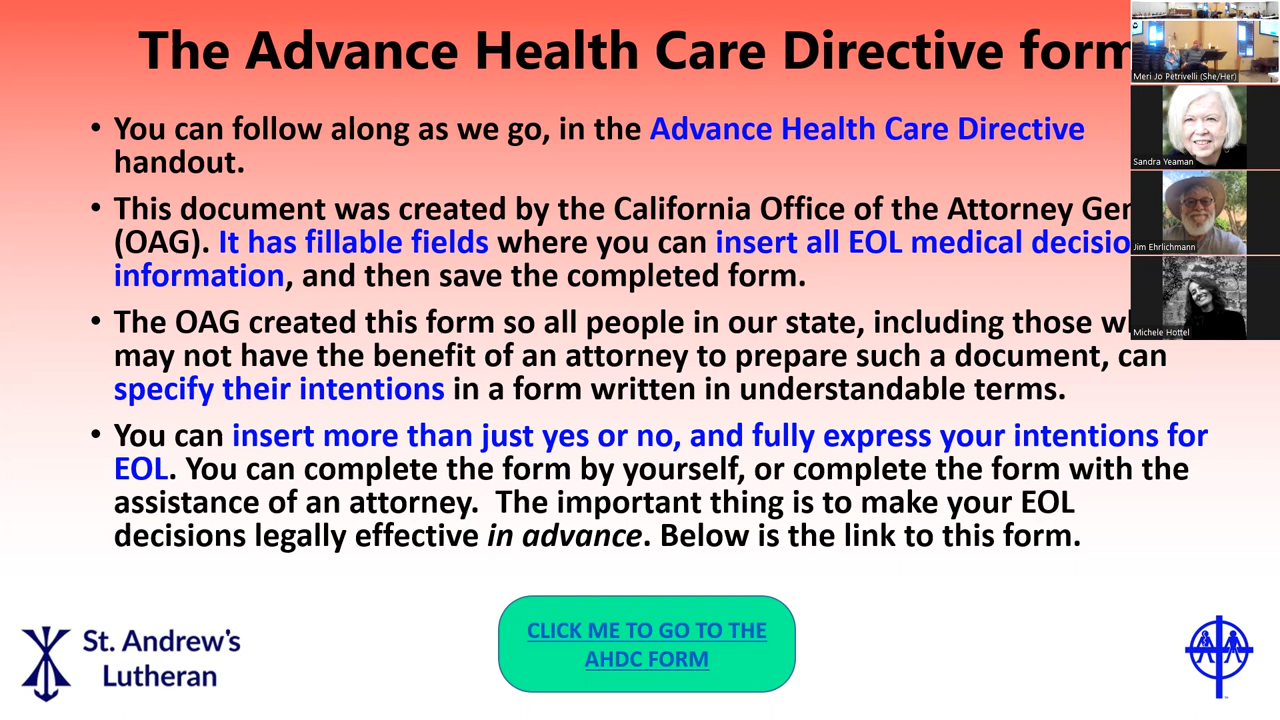 The Advance Health Care Directive form
Meri Jo Petrivelli (She/Her)
• You can follow along as we go, in the Advance Health Care Directive
handout.
Sandra Yeaman
• This document was created by the California Office of the Attorney Gen
(OAG). It has fillable fields where you can insert all EOL medical decisio
Jim Ehrlichmann
information, and then save the completed form.
• The OAG created this form so all people in our state, including those wh
Michele Hottel
may not have the benefit of an attorney to prepare such a document, can
specify their intentions in a form written in understandable terms.
• You can insert more than just yes or no, and fully express your intentions for
EOL. You can complete the form by yourself, or complete the form with the
assistance of an attorney.  The important thing is to make your EOL
decisions legally effective in advance. Below is the link to this form.
CLICK ME TO GO TO THE
AHDC FORM
St. Andrew's
Lutheran